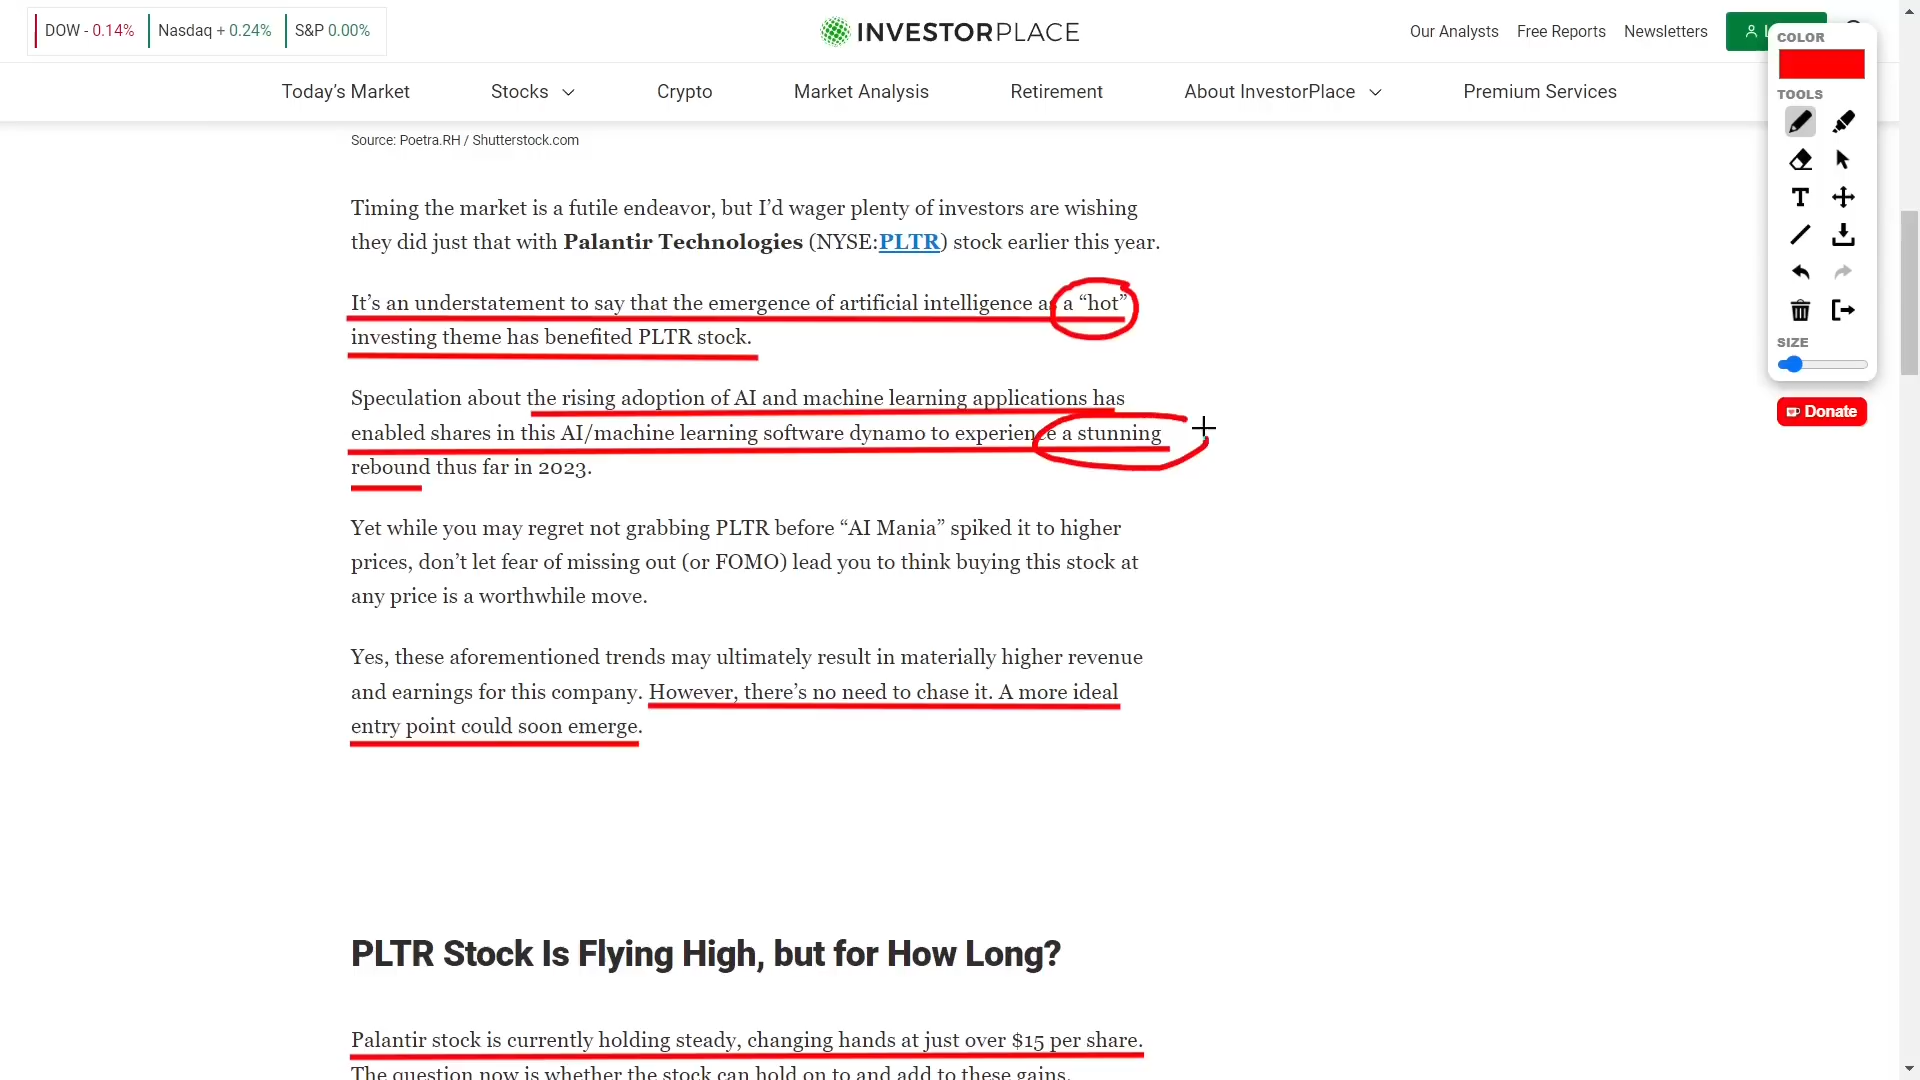 DOW - 0.14% Nasdaq + 0.24% S&P 0.00%
INVESTORPLACE
Our Analysts Free Reports Newsletters
Today’s Market Stocks Crypto Market Analysis Retirement About InvestorPlace Premium Services
COLOR
TOOLS
SIZE
Donate
Source: Poetra.RH / Shutterstock.com
Timing the market is a futile endeavor, but I’d wager plenty of investors are wishing
they did just that with Palantir Technologies (NYSE:PLTR) stock earlier this year.
It’s an understatement to say that the emergence of artificial intelligence as a “hot”
investing theme has benefited PLTR stock.
Speculation about the rising adoption of AI and machine learning applications has
enabled shares in this AI/machine learning software dynamo to experience a stunning
rebound thus far in 2023.
Yet while you may regret not grabbing PLTR before “AI Mania” spiked it to higher
prices, don’t let fear of missing out (or FOMO) lead you to think buying this stock at
any price is a worthwhile move.
Yes, these aforementioned trends may ultimately result in materially higher revenue
and earnings for this company. However, there’s no need to chase it. A more ideal
entry point could soon emerge.
PLTR Stock Is Flying High, but for How Long?
Palantir stock is currently holding steady, changing hands at just over $15 per share.
The question now is whether the stock can hold on to and add to these gains.